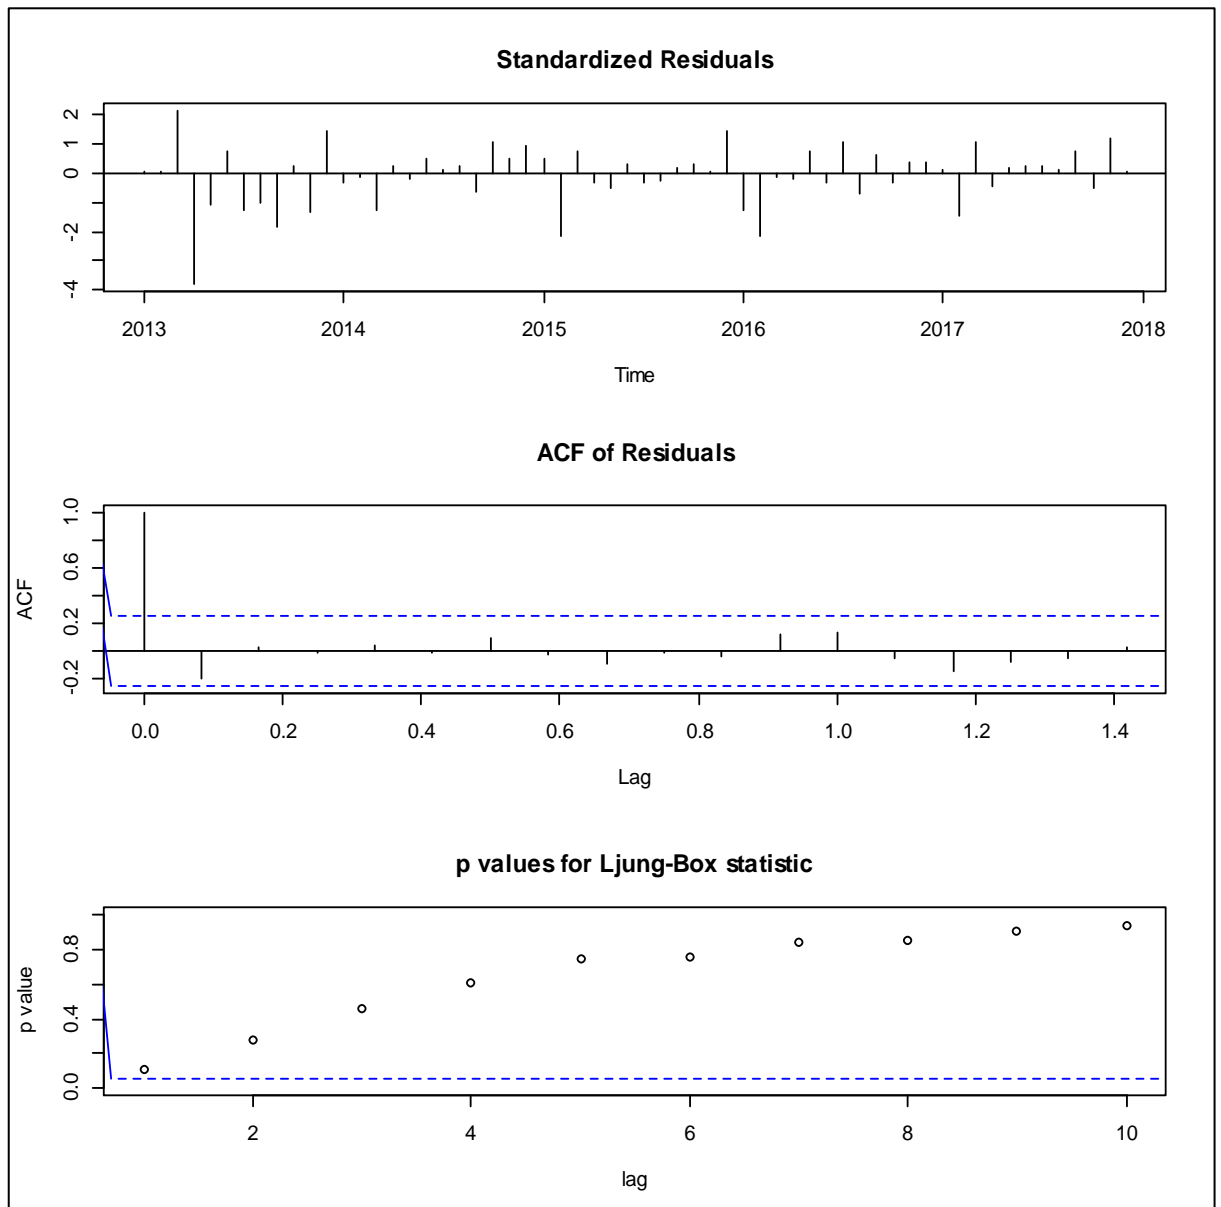 Standardized Residuals
2
1
0
-2
-4
2013 2014 2015 2016 2017 2018
Time
ACF of Residuals
ACF
1.0
0.6
0.2
-0.2
0.0 0.2 0.4 0.6 0.8 1.0 1.2 1.4
Lag
p values for Ljung-Box statistic
p value
0.8
0.4
0.0
2 4 6 8 10
lag